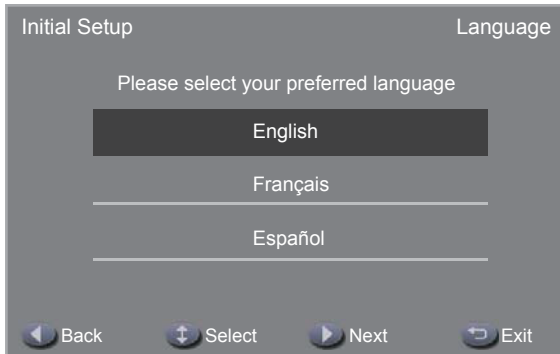 Initial Setup Language
Please select your preferred language
English
Français
Español
Back Select Next Exit